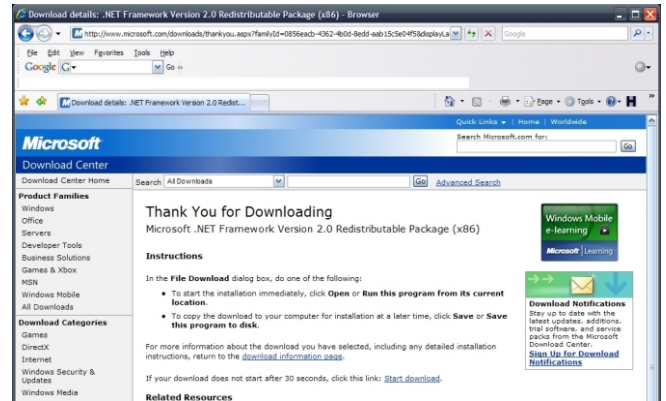 Download details: .NET Framework Version 2.0 Redistributable Package (x86) - Browser
http://www.microsoft.com/downloads/thankyou.aspx?familyId=0856eacb-4362-4b0d-8edd-aab15c5e04f5&displayLa
Google
File Edit View Favorites Tools Help
Google G Go
Download details: .NET Framework Version 2.0 Redist...
Page Tools H »
Quick Links | Home | Worldwide
Microsoft
Search Microsoft.com for:
Go
Download Center
Download Center Home
Search All Downloads Go Advanced Search
Product Families
Windows
Office
Servers
Developer Tools
Business Solutions
Games & Xbox
MSN
Windows Mobile
All Downloads
Download Categories
Games
DirectX
Internet
Windows Security &
Updates
Windows Media
Thank You for Downloading
Microsoft .NET Framework Version 2.0 Redistributable Package (x86)
Instructions
In the File Download dialog box, do one of the following:
• To start the installation immediately, click Open or Run this program from its current
location.
• To copy the download to your computer for installation at a later time, click Save or Save
this program to disk.
For more information about the download you have selected, including any detailed installation
instructions, return to the download information page.
If your download does not start after 30 seconds, click this link: Start download.
Related Resources
Windows Mobile
e-learning
Microsoft Learning
Download Notifications
Stay up to date with the
latest updates, additions,
trial software, and service
packs from the Microsoft
Download Center.
Sign Up for Download
Notifications